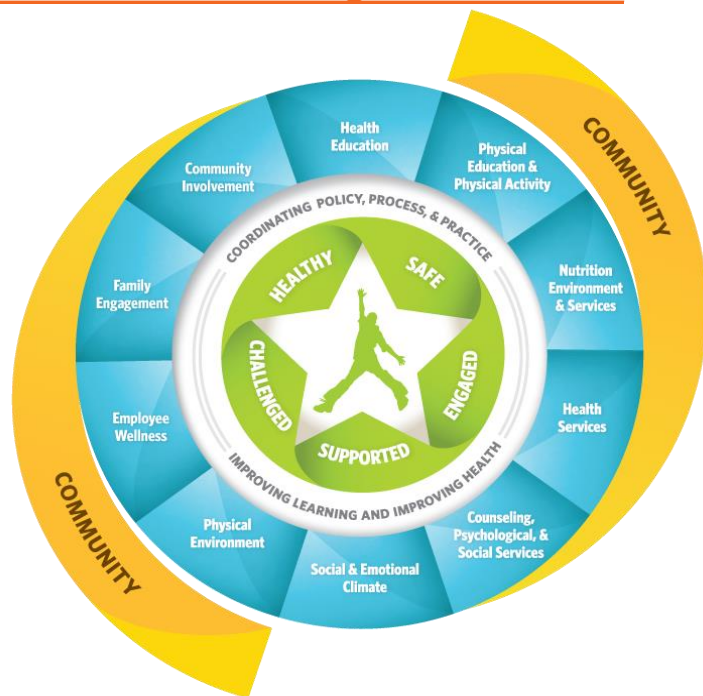 COMMUNITY
Health
Education
Physical
Education &
Physical Activity
Nutrition
Environment
& Services
Health
Services
Counseling,
Psychological, &
Social Services
Social & Emotional
Climate
Physical
Environment
Employee
Wellness
Family
Engagement
Community
Involvement
COORDINATING POLICY, PROCESS, & PRACTICE
HEALTHY
SAFE
ENGAGED
SUPPORTED
CHALLENGED
IMPROVING LEARNING AND IMPROVING HEALTH
COMMUNITY